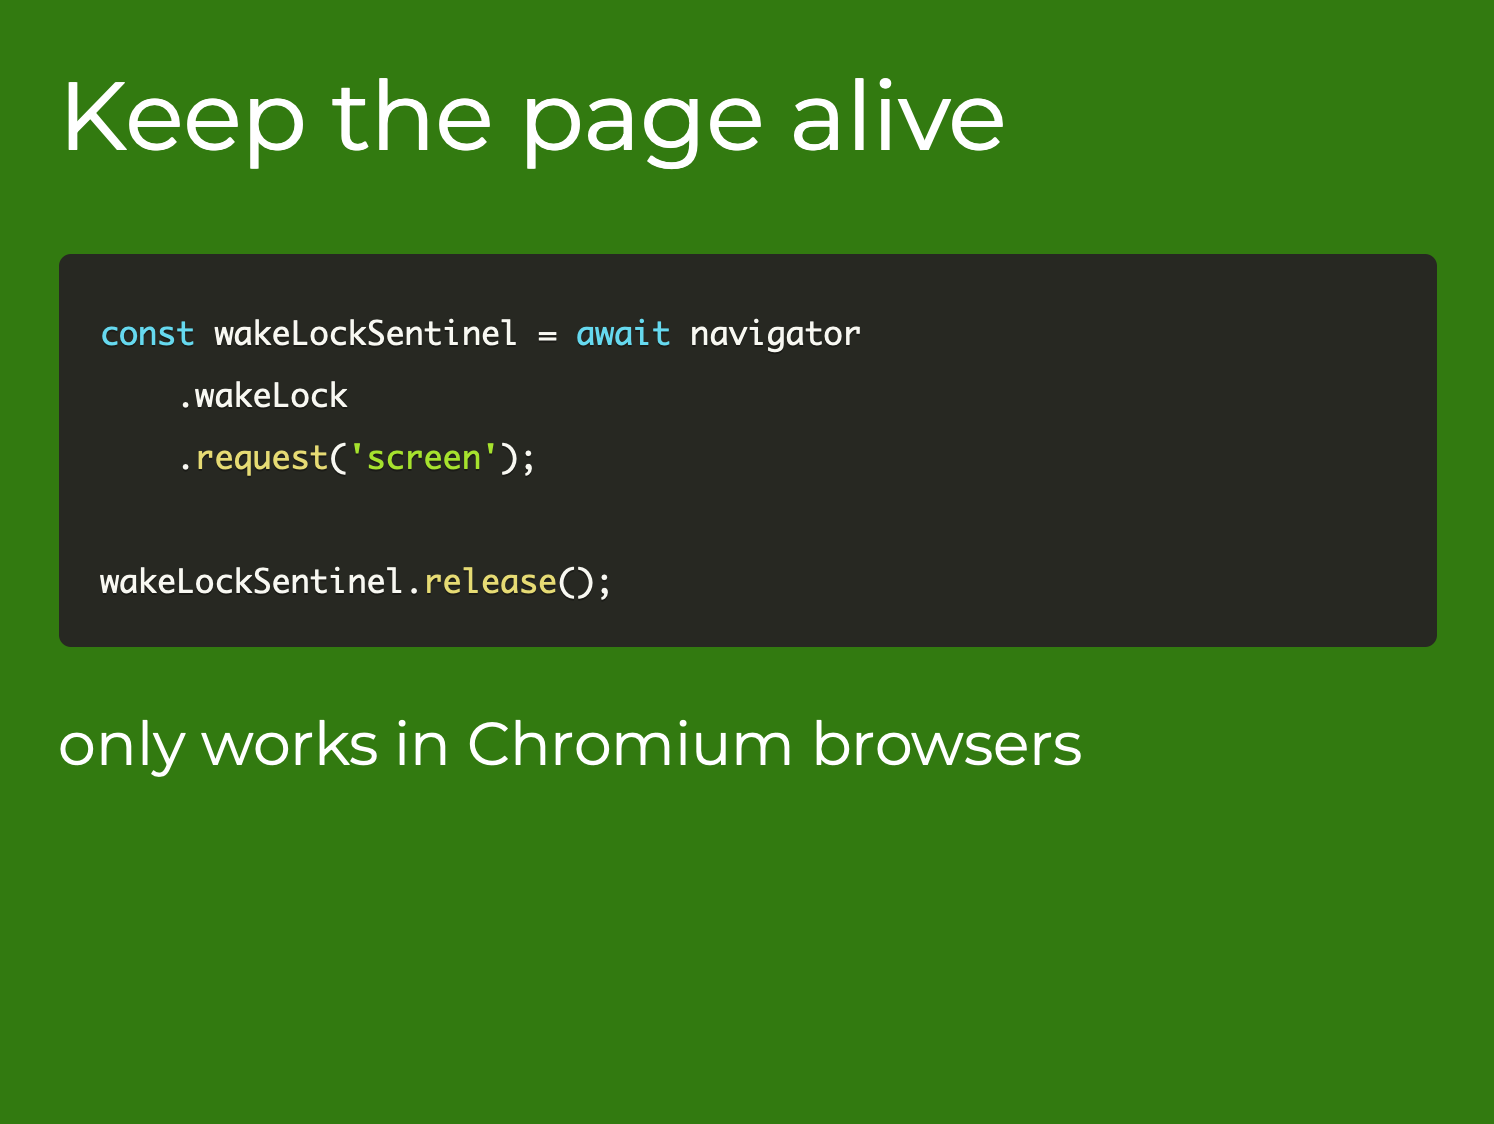 Keep the page alive
const wakeLockSentinel = await navigator
    .wakeLock
    .request('screen');
wakeLockSentinel.release();
only works in Chromium browsers